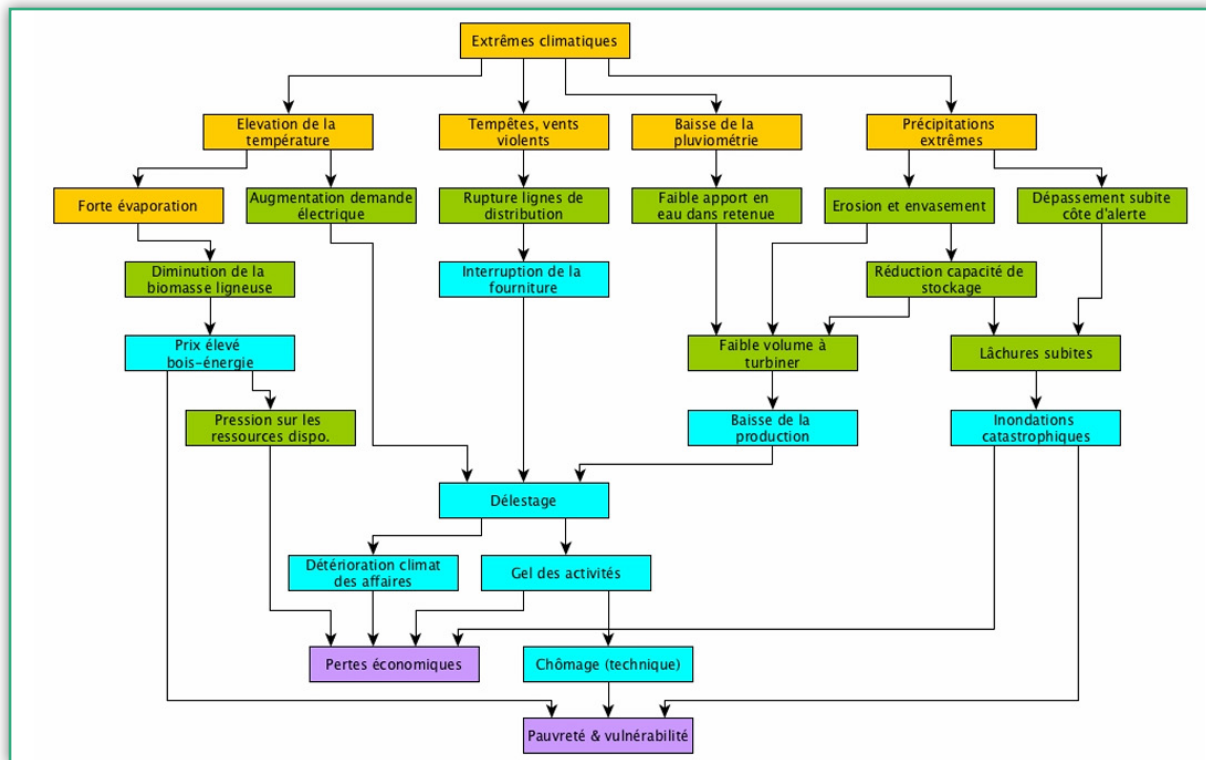 Extrêmes climatiques
Elevation de la
température
Tempêtes, vents
violents
Baisse de la
pluviométrie
Précipitations
extrêmes
Forte évaporation
Augmentation demande
électrique
Rupture lignes de
distribution
Faible apport en
eau dans retenue
Erosion et envasement
Dépassement subite
côte d'alerte
Diminution de la
biomasse ligneuse
Interruption de la
fourniture
Réduction capacité de
stockage
Prix élevé
bois-énergie
Faible volume à
turbiner
Lâchures subites
Pression sur les
ressources dispo.
Baisse de la
production
Inondations
catastrophiques
Délestage
Détérioration climat
des affaires
Gel des activités
Pertes économiques
Chômage (technique)
Pauvreté & vulnérabilité